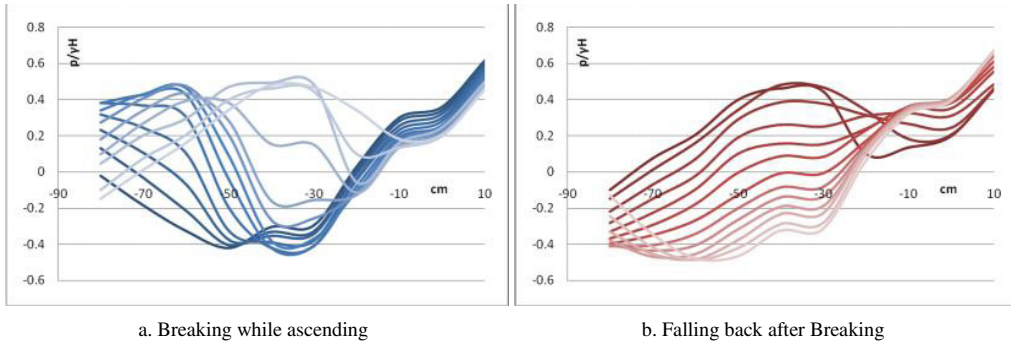 0.8
0.6
0.4
0.2
0
-0.2
-0.4
-0.6
p/γH
-90 -70 -50 -30 -10 cm 10
0.8
0.6
0.4
0.2
0
-0.2
-0.4
-0.6
p/γH
-90 -70 -50 -30 -10 cm 10
a. Breaking while ascending
b. Falling back after Breaking